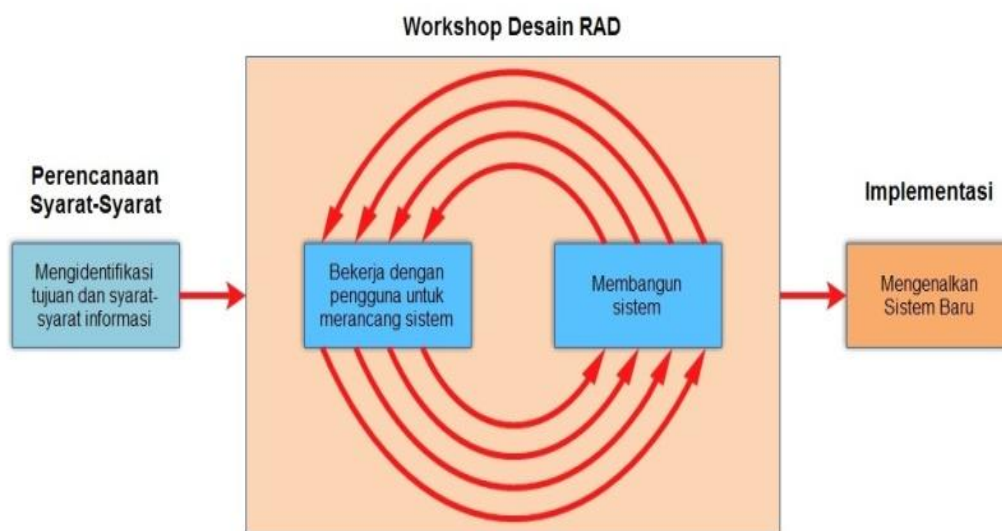 Workshop Desain RAD
Perencanaan
Syarat-Syarat
Mengidentifikasi
tujuan dan syarat-
syarat informasi
Bekerja dengan
pengguna untuk
merancang sistem
Membangun
sistem
Implementasi
Mengenalkan
Sistem Baru